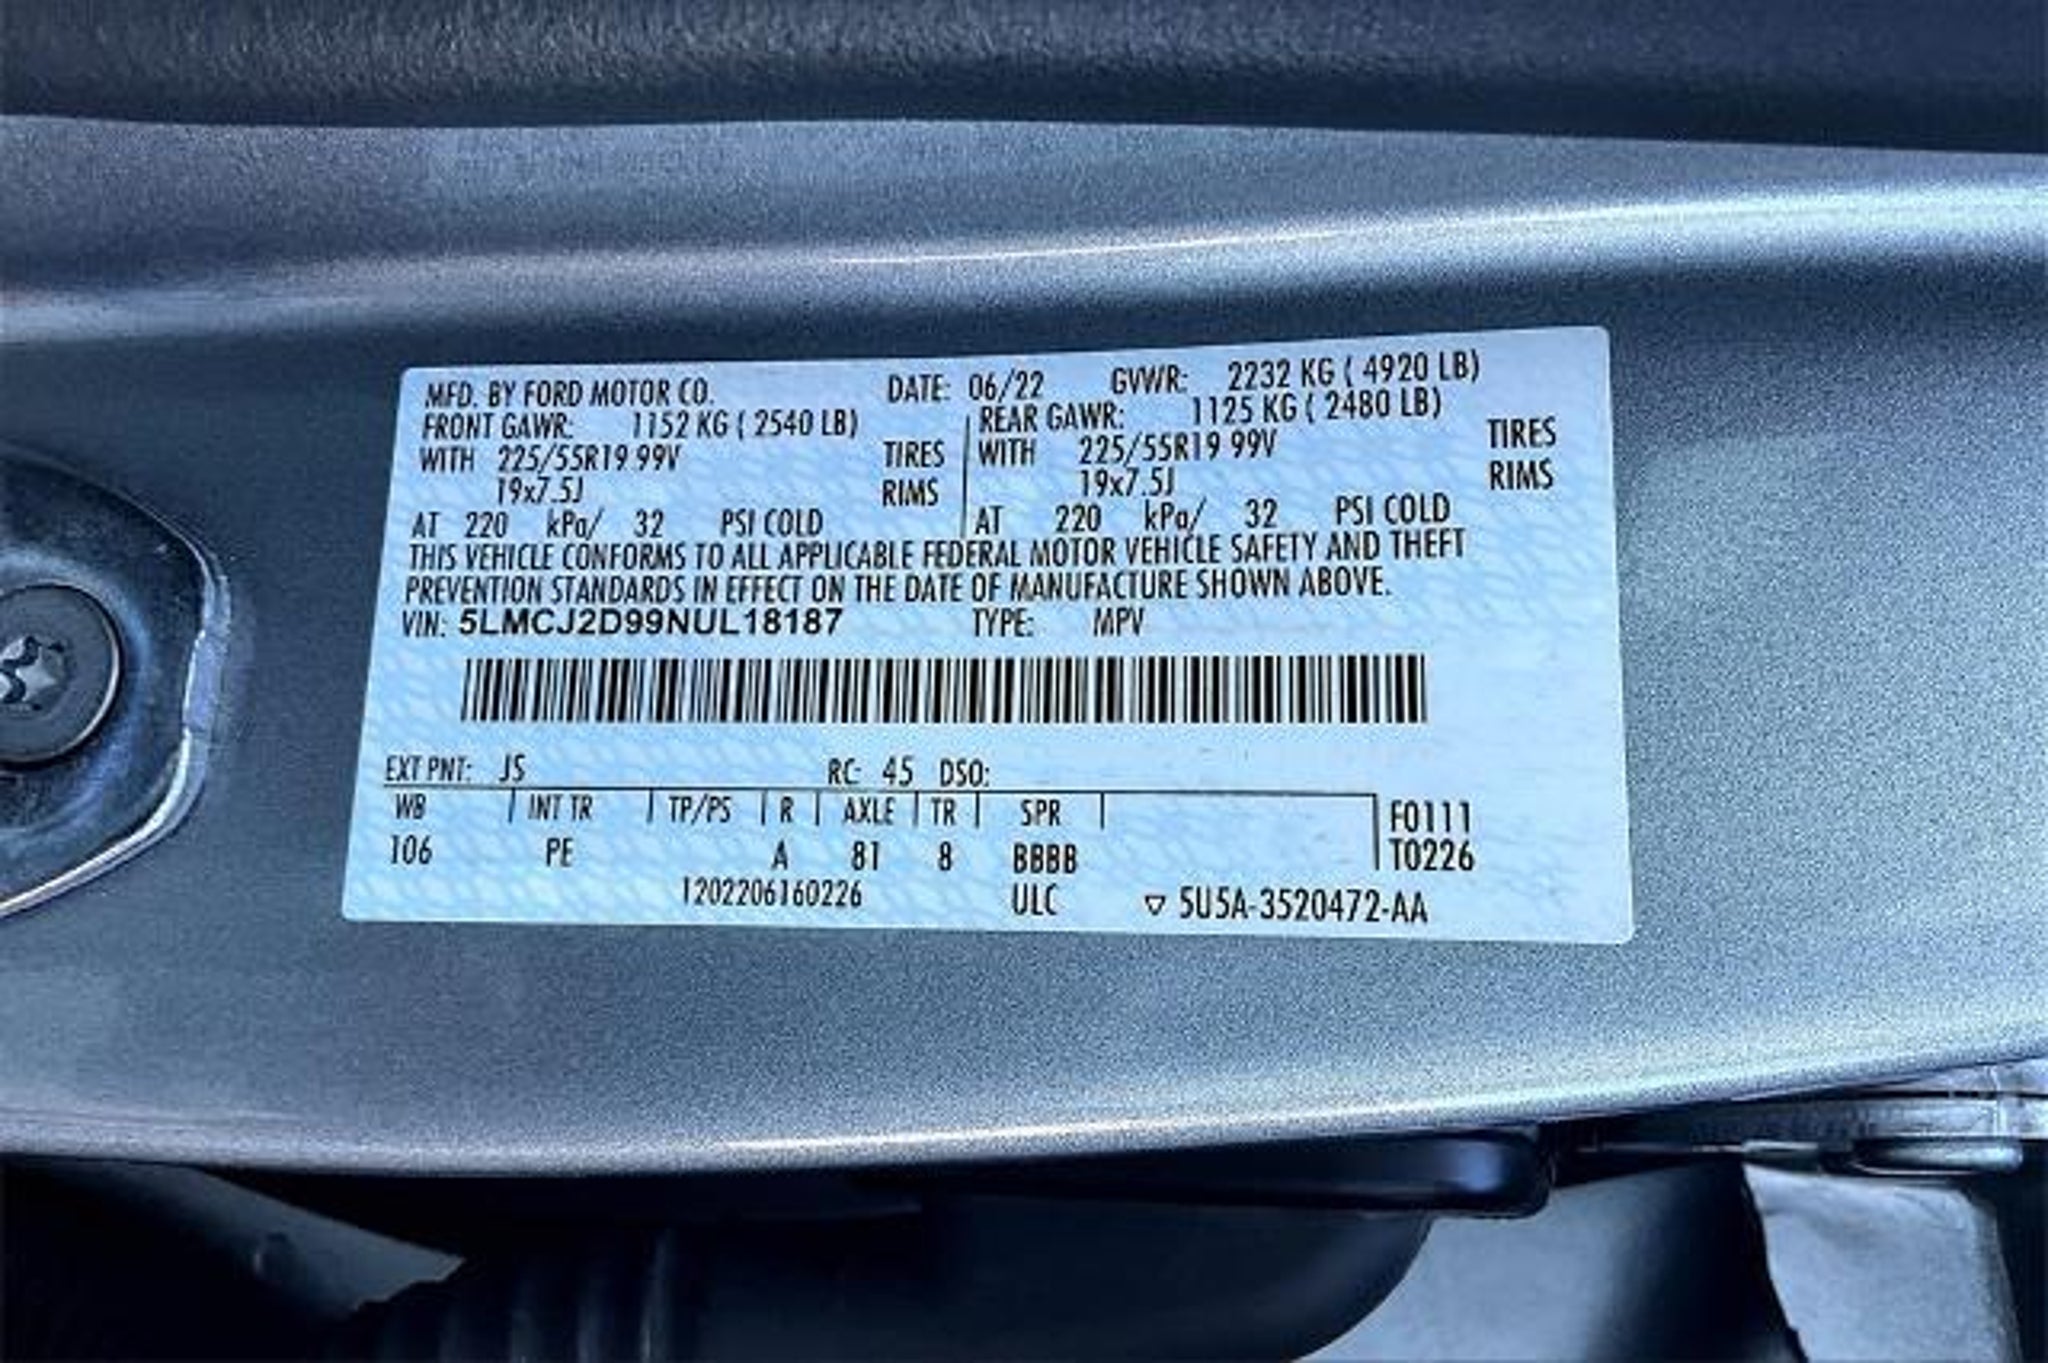 MFD. BY FORD MOTOR CO. DATE: 06/22 GVWR: 2232 KG ( 4920 LB)
FRONT GAWR: 1152 KG ( 2540 LB) REAR GAWR: 1125 KG ( 2480 LB)
WITH 225/55R19 99V TIRES WITH 225/55R19 99V TIRES
19x7.5J RIMS 19x7.5J RIMS
AT 220 kPa/ 32 PSI COLD AT 220 kPa/ 32 PSI COLD
THIS VEHICLE CONFORMS TO ALL APPLICABLE FEDERAL MOTOR VEHICLE SAFETY AND THEFT
PREVENTION STANDARDS IN EFFECT ON THE DATE OF MANUFACTURE SHOWN ABOVE.
VIN: 5LMCJ2D99NUL18187 TYPE: MPV
EXT PNT: JS RC: 45 DSO:
WB INT TR TP/PS R AXLE TR SPR F0111
106 PE A 81 8 BBBB T0226
1202206160226 ULC ▽ 5U5A-3520472-AA